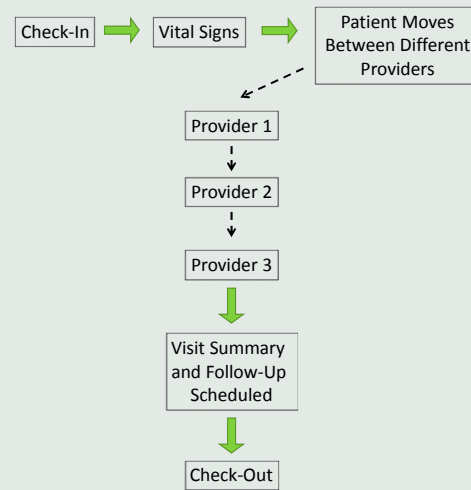 Check-In
Vital Signs
Patient Moves
Between Different
Providers
Provider 1
Provider 2
Provider 3
Visit Summary
and Follow-Up
Scheduled
Check-Out